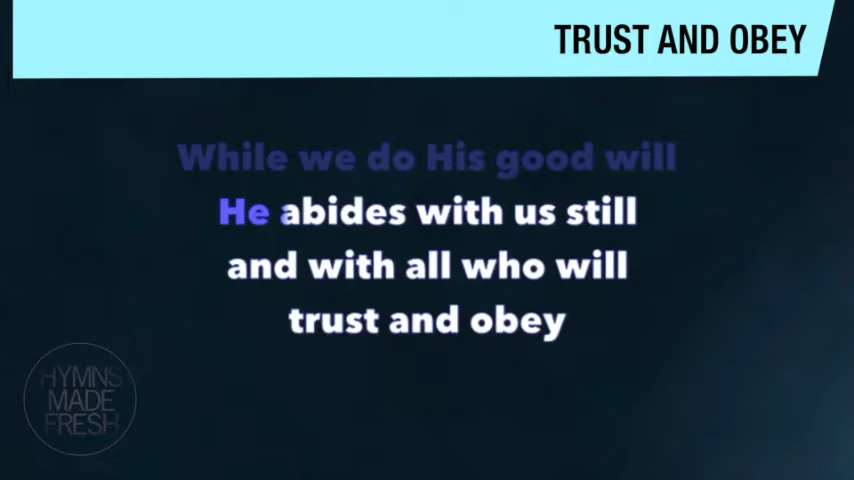 TRUST AND OBEY
While we do His good will
He abides with us still
and with all who will
trust and obey
HYMNS
MADE
FRESH